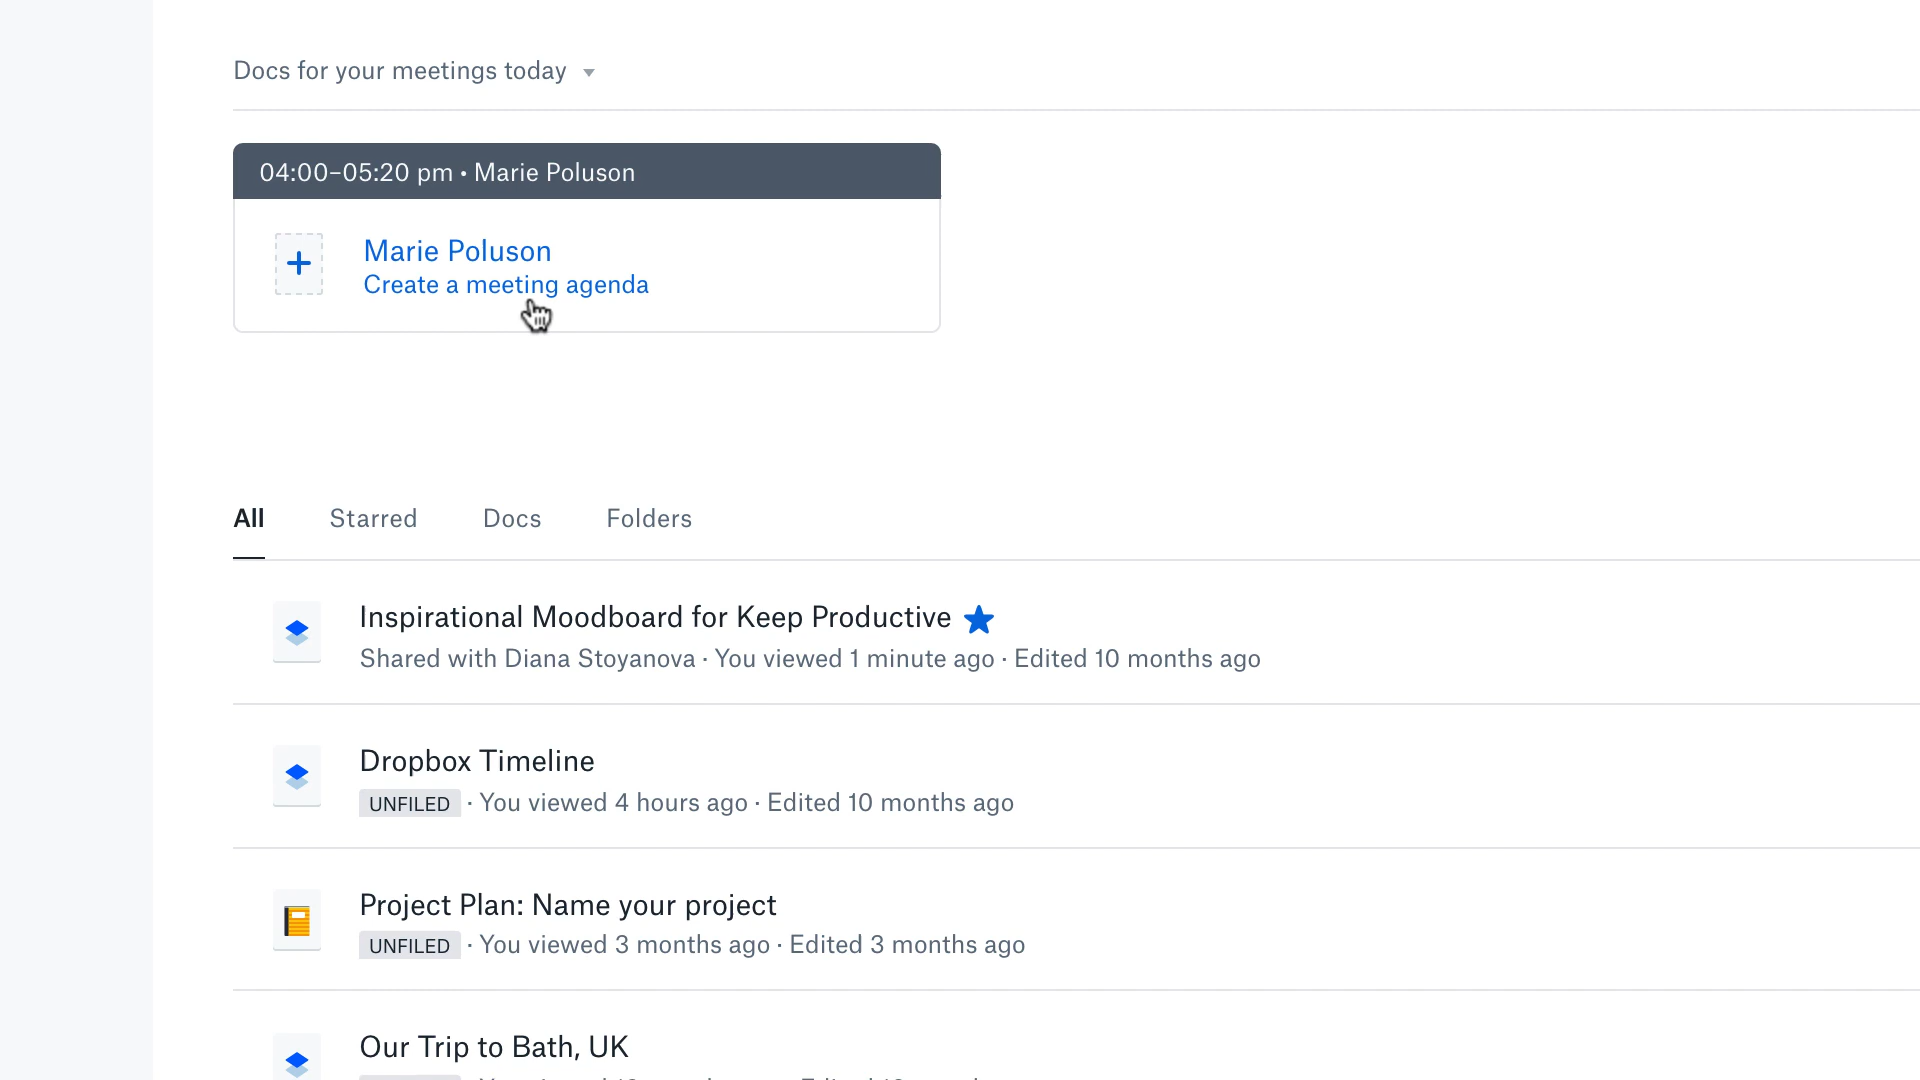 Docs for your meetings today
04:00–05:20 pm • Marie Poluson
Marie Poluson
Create a meeting agenda
All Starred Docs Folders
Inspirational Moodboard for Keep Productive
Shared with Diana Stoyanova · You viewed 1 minute ago · Edited 10 months ago
Dropbox Timeline
UNFILED · You viewed 4 hours ago · Edited 10 months ago
Project Plan: Name your project
UNFILED · You viewed 3 months ago · Edited 3 months ago
Our Trip to Bath, UK